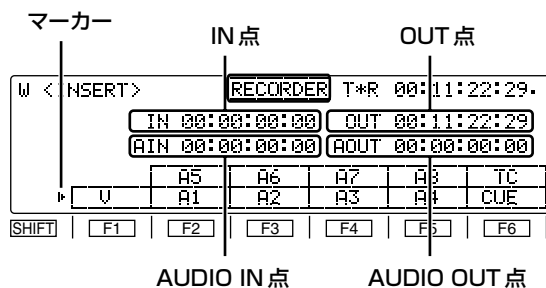 マーカー
IN点 OUT点
W <INSERT> RECORDER T*R 00:11:22:29.
IN 00:00:00:00 OUT 00:11:22:29
AIN 00:00:00:00 AOUT 00:00:00:00
A5 A6 A7 A8 TC
V A1 A2 A3 A4 CUE
SHIFT F1 F2 F3 F4 F5 F6
AUDIO IN点 AUDIO OUT点